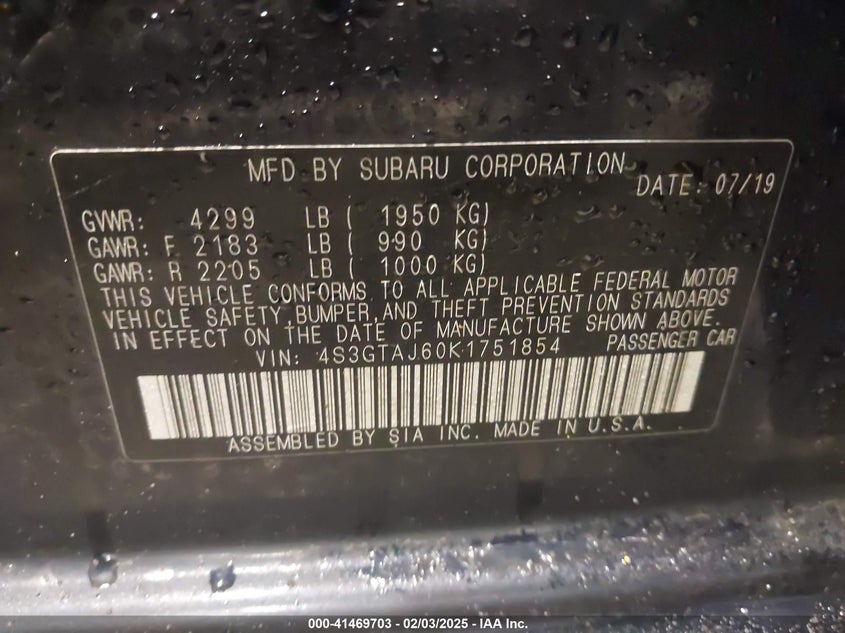 MFD BY SUBARU CORPORATION
DATE: 07/19
GVWR: 4299 LB ( 1950 KG)
GAWR: F 2183 LB ( 990 KG)
GAWR: R 2205 LB ( 1000 KG)
THIS VEHICLE CONFORMS TO ALL APPLICABLE FEDERAL MOTOR
VEHICLE SAFETY, BUMPER, AND THEFT PREVENTION STANDARDS
IN EFFECT ON THE DATE OF MANUFACTURE SHOWN ABOVE.
VIN: 4S3GTAJ60K1751854 PASSENGER CAR
ASSEMBLED BY SIA INC. MADE IN U.S.A.
000-41469703 - 02/03/2025 - IAA Inc.